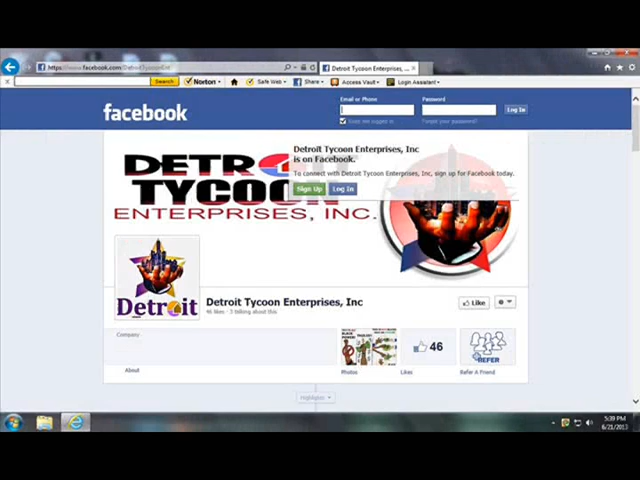 https://www.facebook.com/DetroitTycoonEnt
Detroit Tycoon Enterprises, ...
Search
Norton
Safe Web
Share
Access Vault
Login Assistant
facebook
Email or Phone
Password
Log In
Keep me logged in
Forgot your password?
Detroit Tycoon Enterprises, Inc
is on Facebook.
To connect with Detroit Tycoon Enterprises, Inc, sign up for Facebook today.
Sign Up
Log In
DETR
TYCOON
ENTERPRISES, INC.
Detroit
Detroit Tycoon Enterprises, Inc
46 likes · 3 talking about this
Like
Company
46
REFER
About
Photos
Likes
Refer A Friend
Highlights
5:39 PM
6/21/2013